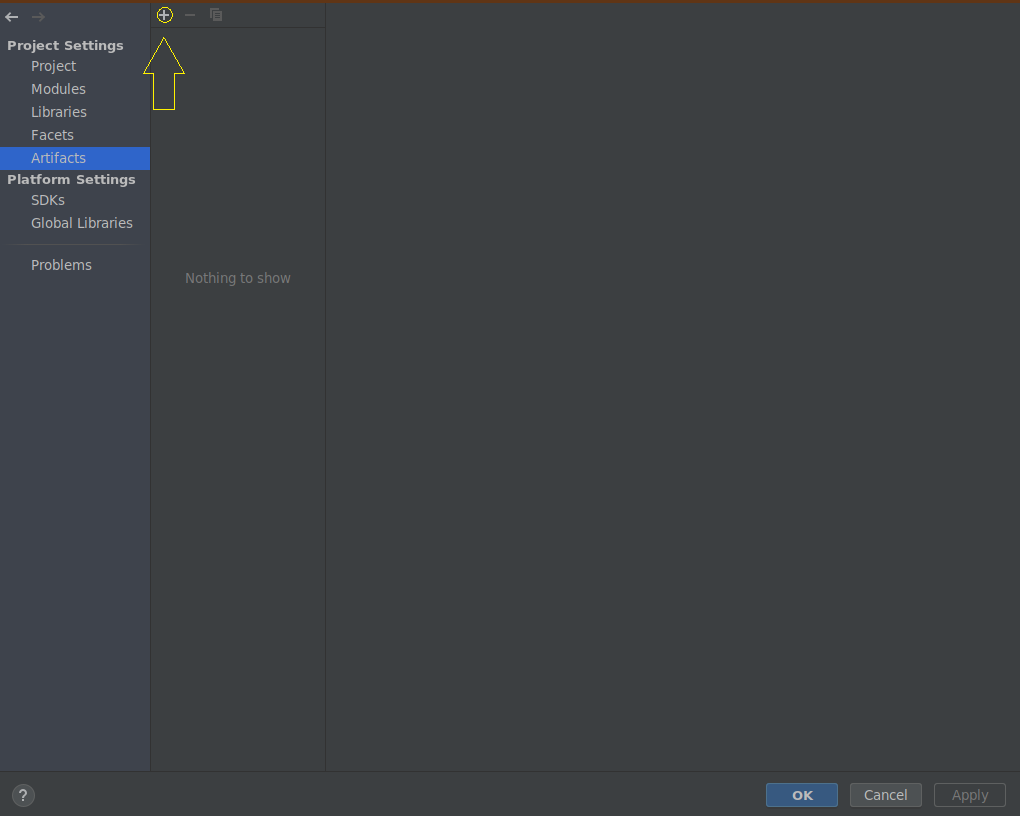 Project Settings
Project
Modules
Libraries
Facets
Artifacts
Platform Settings
SDKs
Global Libraries
Problems
Nothing to show
?
OK
Cancel
Apply